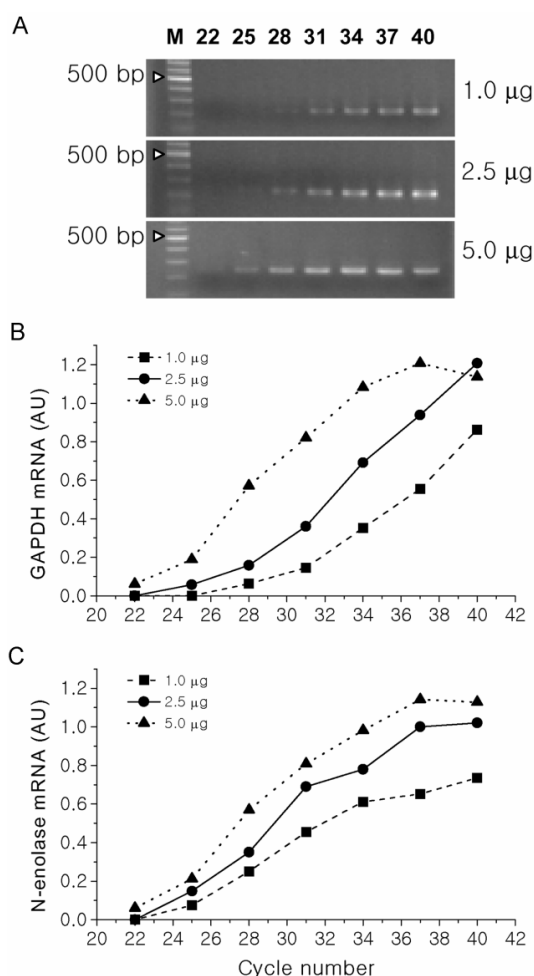 A
M 22 25 28 31 34 37 40
500 bp
1.0 µg
500 bp
2.5 µg
500 bp
5.0 µg
B
GAPDH mRNA (AU)
1.2
1.0
0.8
0.6
0.4
0.2
0.0
1.0 µg
2.5 µg
5.0 µg
20 22 24 26 28 30 32 34 36 38 40 42
C
N-enolase mRNA (AU)
1.2
1.0
0.8
0.6
0.4
0.2
0.0
1.0 µg
2.5 µg
5.0 µg
22 22 24 26 28 30 32 34 36 38 40 42
Cycle number